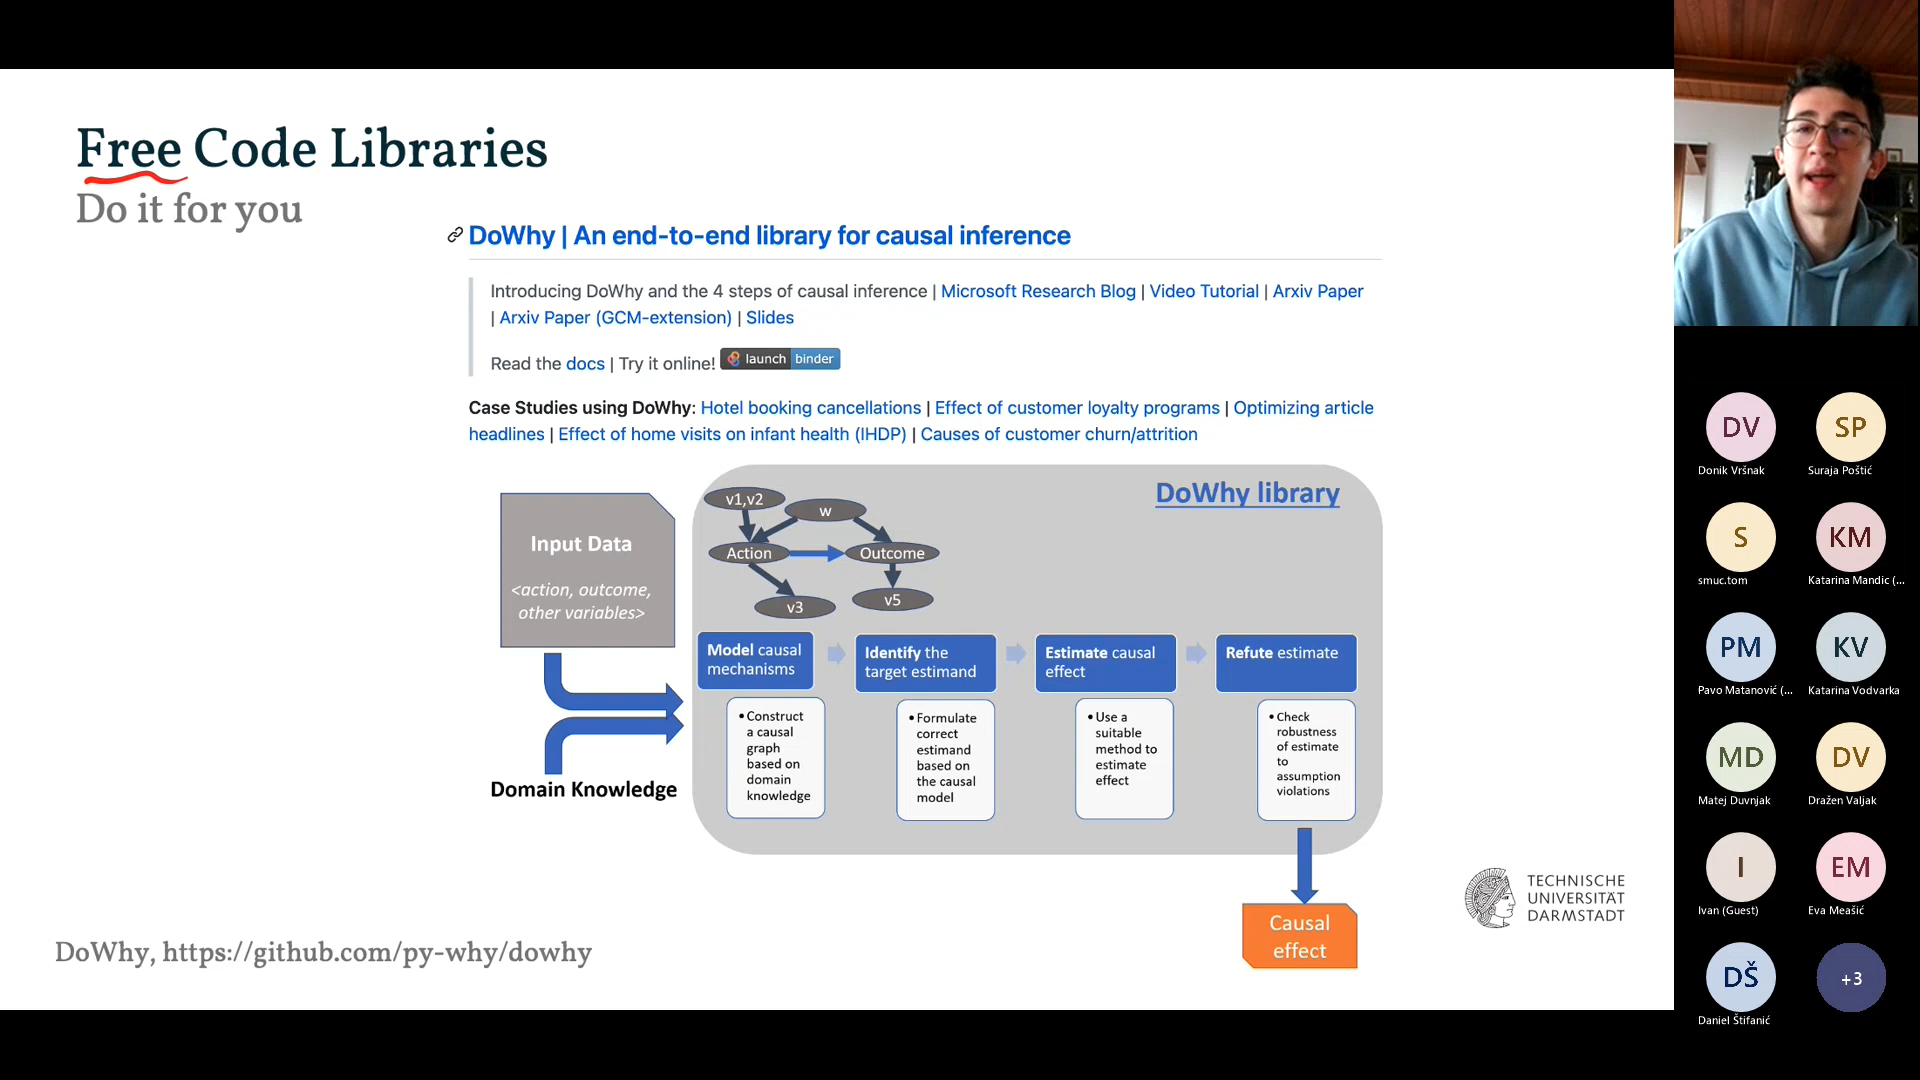 Free Code Libraries
Do it for you
DoWhy | An end-to-end library for causal inference
Introducing DoWhy and the 4 steps of causal inference | Microsoft Research Blog | Video Tutorial | Arxiv Paper
| Arxiv Paper (GCM-extension) | Slides
Read the docs | Try it online! launch binder
Case Studies using DoWhy: Hotel booking cancellations | Effect of customer loyalty programs | Optimizing article
headlines | Effect of home visits on infant health (IHDP) | Causes of customer churn/attrition
Input Data
<action, outcome,
other variables>
Domain Knowledge
DoWhy library
v1,v2
w
Action
Outcome
v3
v5
Model causal
mechanisms
Identify the
target estimand
Estimate causal
effect
Refute estimate
• Construct
a causal
graph
based on
domain
knowledge
• Formulate
correct
estimand
based on
the causal
model
• Use a
suitable
method to
estimate
effect
• Check
robustness
of estimate
to
assumption
violations
Causal
effect
TECHNISCHE
UNIVERSITÄT
DARMSTADT
DoWhy, https://github.com/py-why/dowhy
DV
Donik Vršnak
SP
Suraja Poštić
S
smuc.tom
KM
Katarina Mandic (...
PM
Pavo Matanović (...
KV
Katarina Vodvarka
MD
Matej Duvnjak
DV
Dražen Valjak
I
Ivan (Guest)
EM
Eva Meašić
DŠ
Daniel Štifanić
+3